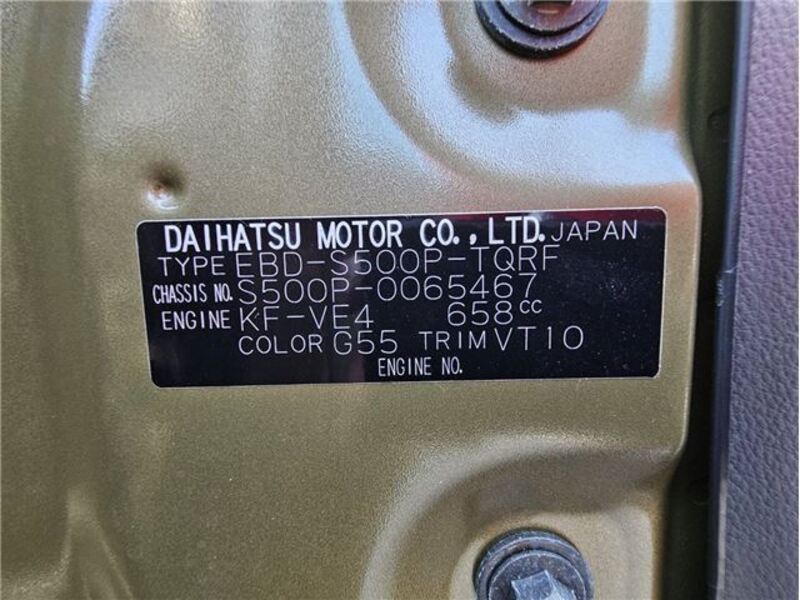 DAIHATSU MOTOR CO., LTD. JAPAN
TYPE EBD-S500P-TQRF
CHASSIS NO. S500P-0065467
ENGINE KF-VE4 658cc
COLOR G55 TRIM VT10
ENGINE NO.